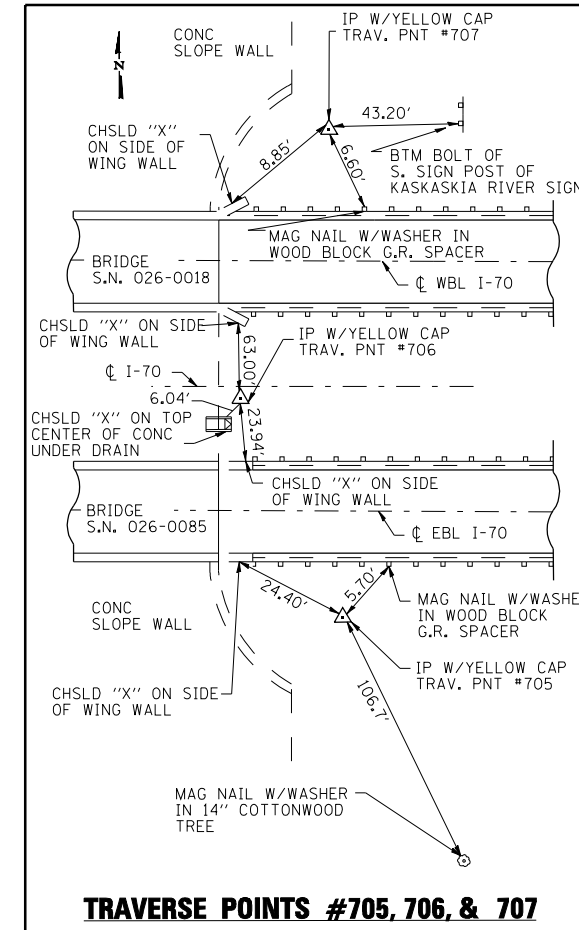 CONC
SLOPE WALL
IP W/YELLOW CAP
TRAV. PNT #707
N
43.20'
CHSLD "X"
ON SIDE OF
WING WALL
8.85'
6.60'
BTM BOLT OF
S. SIGN POST OF
KASKASKIA RIVER SIGN
MAG NAIL W/WASHER IN
WOOD BLOCK G.R. SPACER
BRIDGE
S.N. 026-0018
℄ WBL I-70
CHSLD "X" ON SIDE
OF WING WALL
63.00'
IP W/YELLOW CAP
TRAV. PNT #706
℄ I-70
6.04'
CHSLD "X" ON TOP
CENTER OF CONC
UNDER DRAIN
23.94'
CHSLD "X" ON SIDE
OF WING WALL
BRIDGE
S.N. 026-0085
℄ EBL I-70
24.40'
5.70'
MAG NAIL W/WASHE
IN WOOD BLOCK
G.R. SPACER
CONC
SLOPE WALL
IP W/YELLOW CAP
TRAV. PNT #705
CHSLD "X" ON SIDE
OF WING WALL
106.7'
MAG NAIL W/WASHER
IN 14" COTTONWOOD
TREE
TRAVERSE POINTS #705, 706, & 707